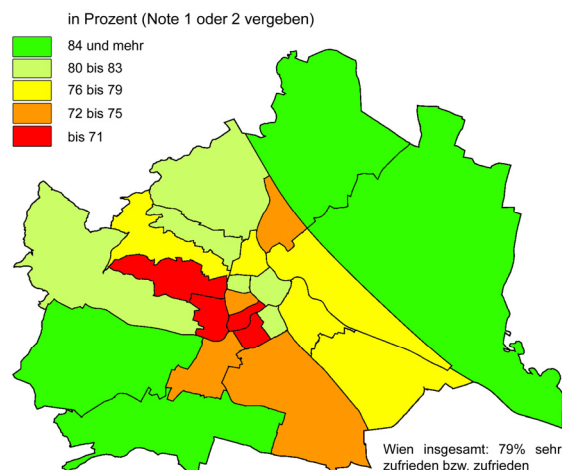 in Prozent (Note 1 oder 2 vergeben)
84 und mehr
80 bis 83
76 bis 79
72 bis 75
bis 71
Wien insgesamt: 79% sehr
zufrieden bzw. zufrieden